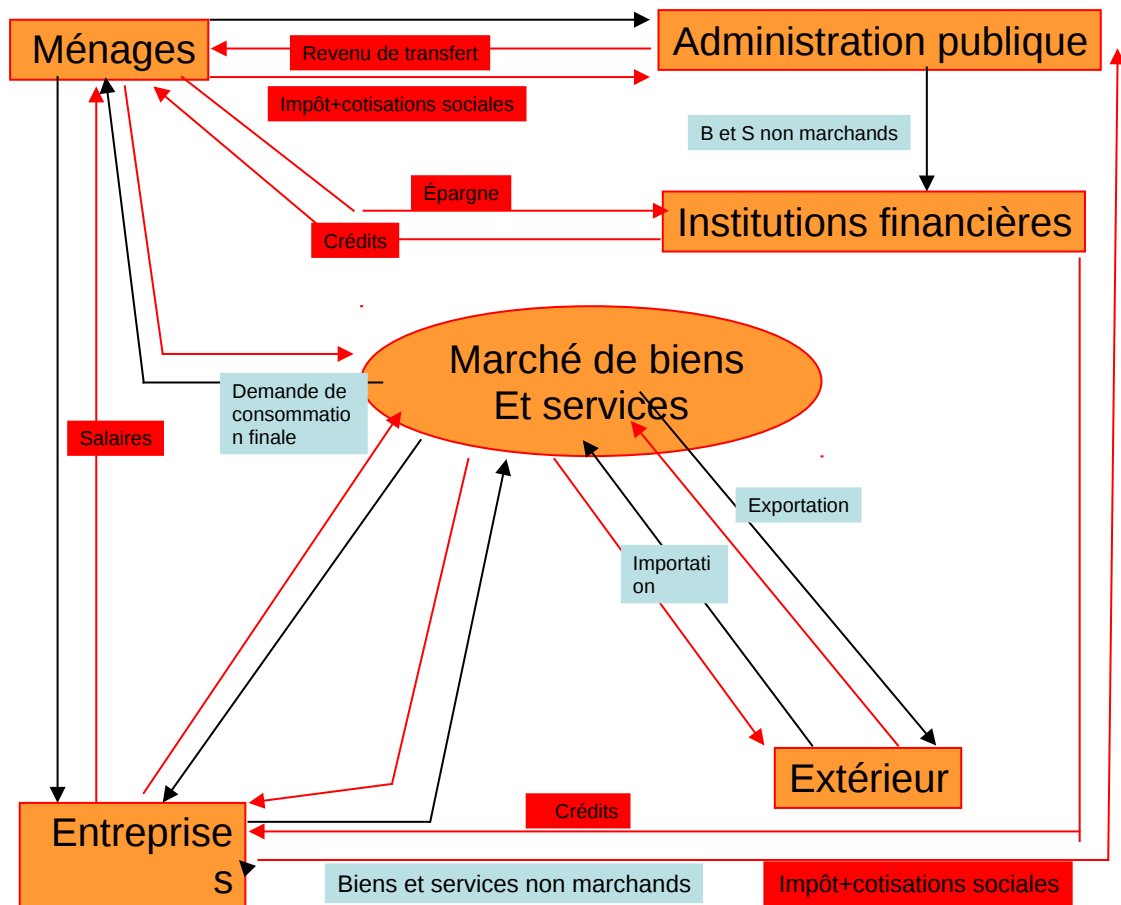 Ménages
Administration publique
Revenu de transfert
Impôt+cotisations sociales
B et S non marchands
Épargne
Institutions financières
Crédits
Marché de biens
Et services
Demande de
consommatio
n finale
Salaires
Exportation
Importati
on
Extérieur
Crédits
Entreprise
s
Biens et services non marchands
Impôt+cotisations sociales